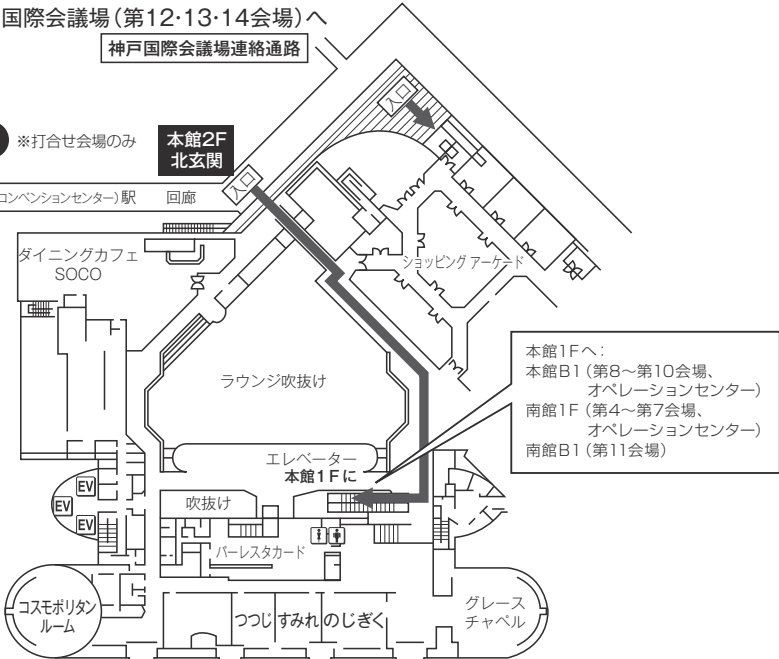 国際会議場（第12・13・14会場）へ
神戸国際会議場連絡通路
入口
※打合せ会場のみ
本館2F
北玄関
入口
コンベンションセンター）駅 回廊
ダイニングカフェ
SOCO
ショッピング アーケード
本館1Fへ：
本館B1（第8～第10会場、
オペレーションセンター）
南館1F（第4～第7会場、
オペレーションセンター）
南館B1（第11会場）
ラウンジ吹抜け
エレベーター
本館1Fに
EV
EV
EV
吹抜け
バーレスタカード
コスモポリタン
ルーム
つつじ すみれ のじぎく
グレース
チャペル